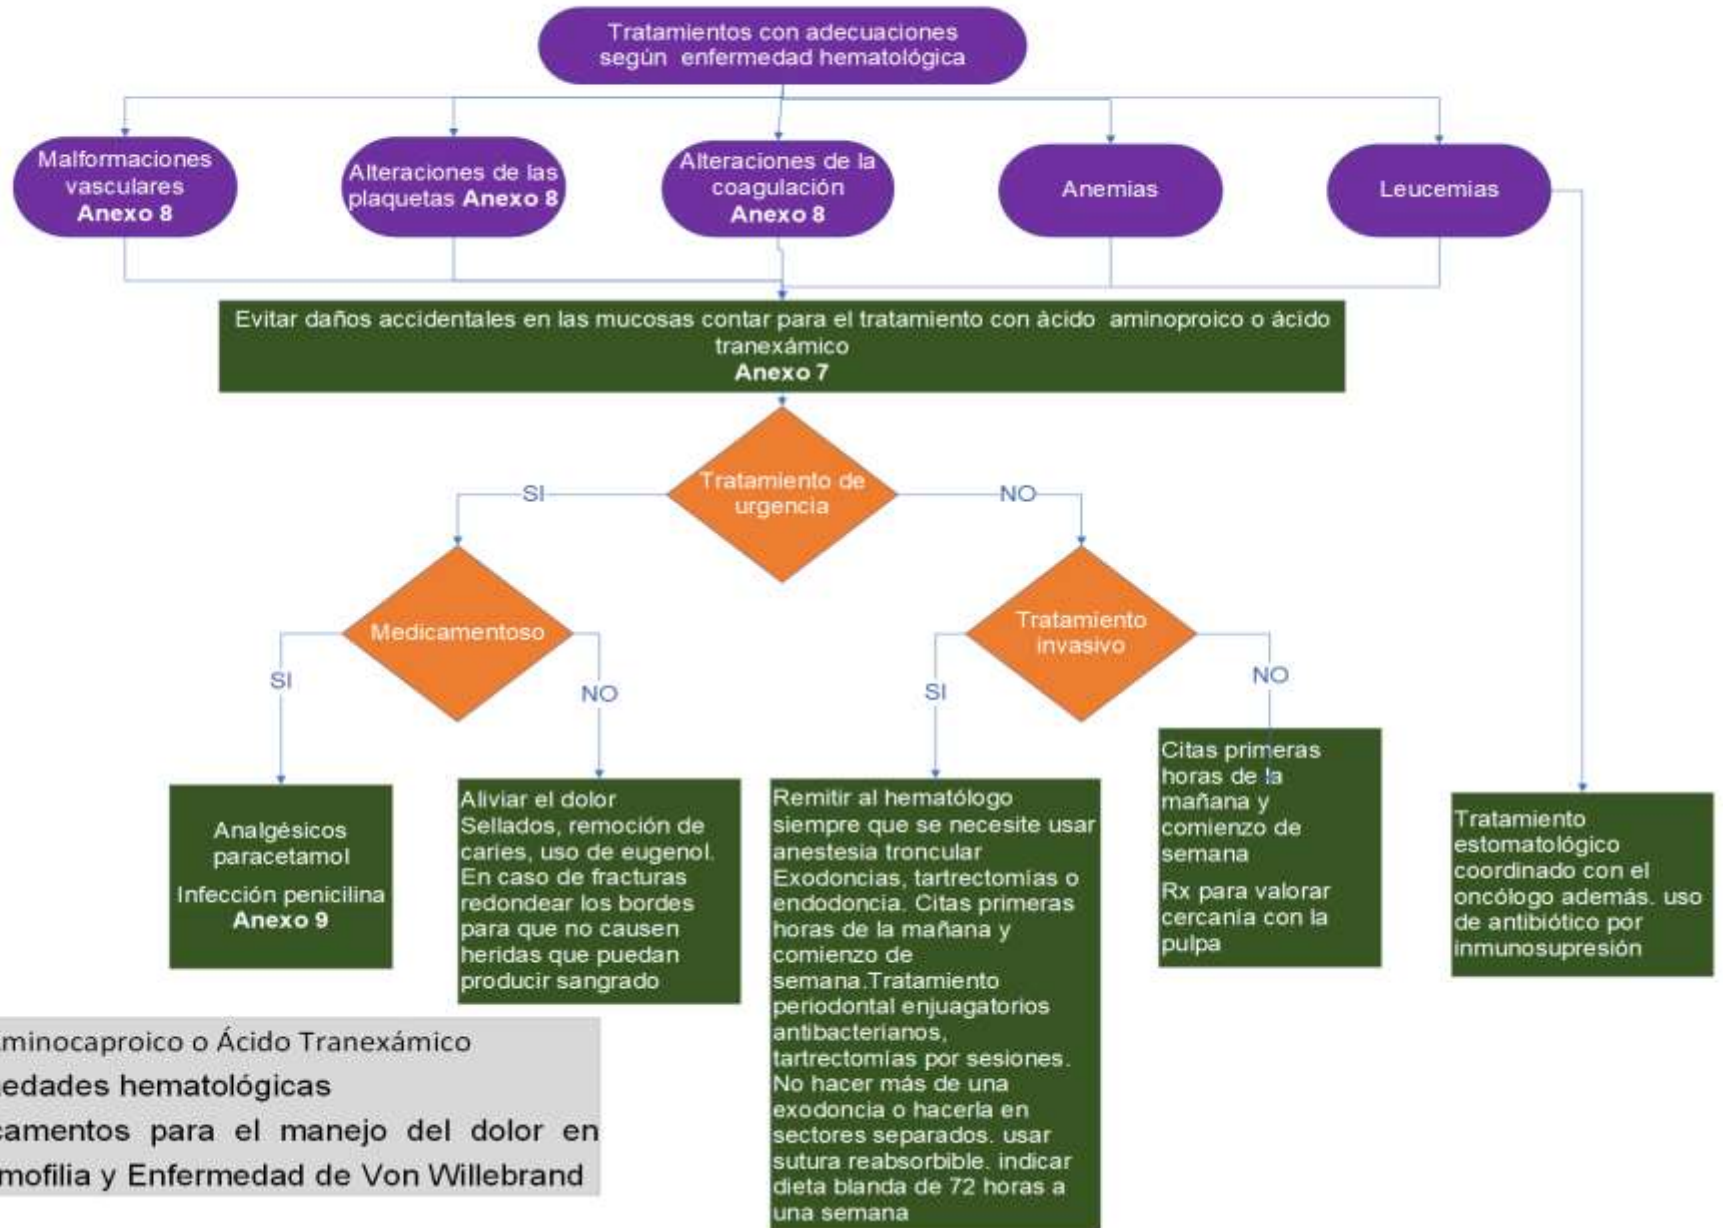 Tratamientos con adecuaciones
según enfermedad hematológica
Malformaciones
vasculares
Anexo 8
Alteraciones de las
plaquetas Anexo 8
Alteraciones de la
coagulación
Anexo 8
Anemias
Leucemias
Evitar daños accidentales en las mucosas contar para el tratamiento con àcido aminoproico o ácido
tranexámico
Anexo 7
Tratamiento de
urgencia
SI
NO
Medicamentoso
Tratamiento
invasivo
SI
NO
SI
NO
Analgésicos
paracetamol
Infección penicilina
Anexo 9
Aliviar el dolor
Sellados, remoción de
caries, uso de eugenol.
En caso de fracturas
redondear los bordes
para que no causen
heridas que puedan
producir sangrado
Remitir al hematólogo
siempre que se necesite usar
anestesia troncular
Exodoncias, tartrectomías o
endodoncia. Citas primeras
horas de la mañana y
comienzo de
semana.Tratamiento
periodontal enjuagatorios
antibacterianos,
tartrectomías por sesiones.
No hacer más de una
exodoncia o hacerla en
sectores separados. usar
sutura reabsorbible. indicar
dieta blanda de 72 horas a
una semana
Citas primeras
horas de la
mañana y
comienzo de
semana
Rx para valorar
cercanía con la
pulpa
Tratamiento
estomatológico
coordinado con el
oncólogo además. uso
de antibiótico por
inmunosupresión
minocaproico o Ácido Tranexámico
edades hematológicas
camentos para el manejo del dolor en
mofilia y Enfermedad de Von Willebrand